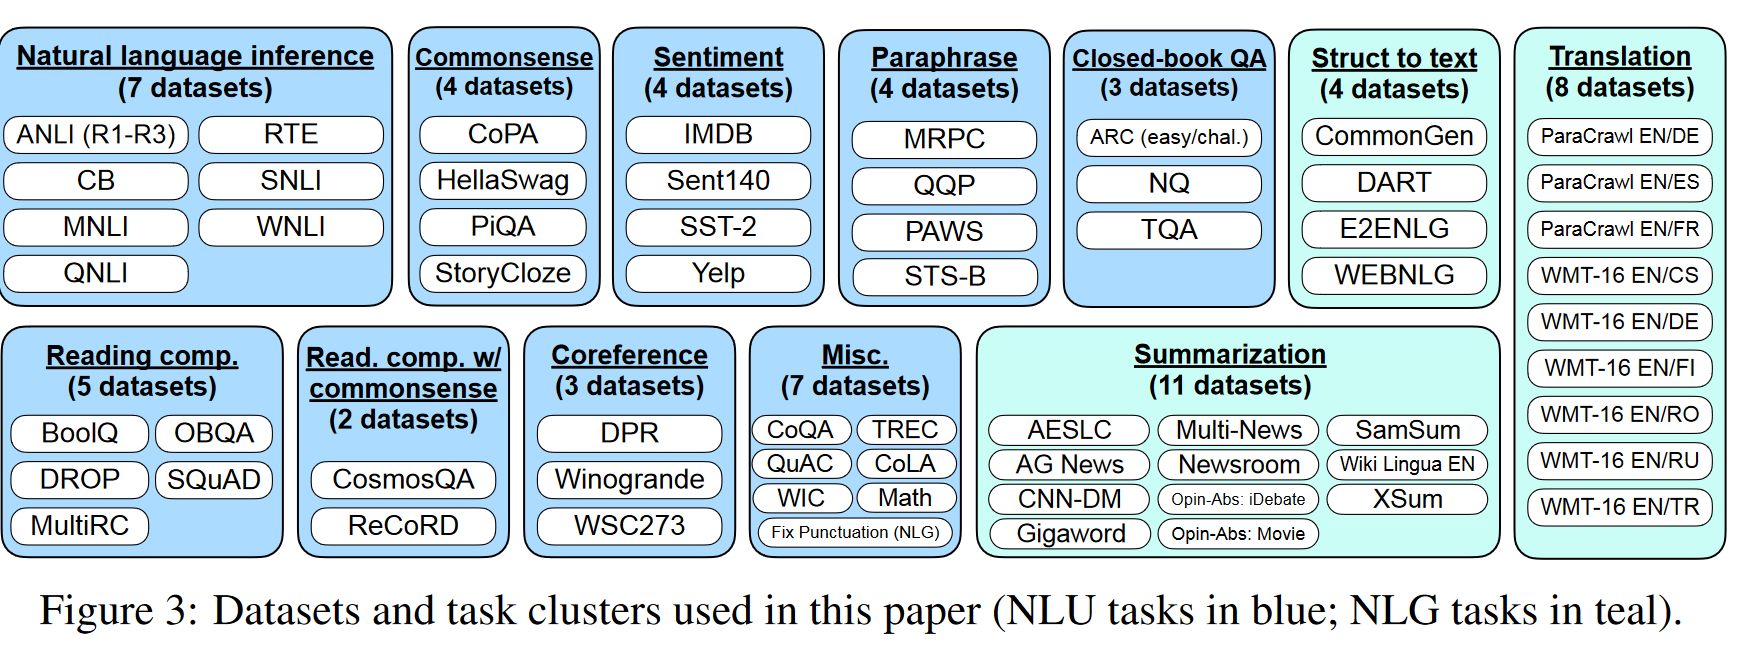 Natural language inference
(7 datasets)
ANLI (R1-R3)
RTE
CB
SNLI
MNLI
WNLI
QNLI
Commonsense
(4 datasets)
CoPA
HellaSwag
PiQA
StoryCloze
Sentiment
(4 datasets)
IMDB
Sent140
SST-2
Yelp
Paraphrase
(4 datasets)
MRPC
QQP
PAWS
STS-B
Closed-book QA
(3 datasets)
ARC (easy/chal.)
NQ
TQA
Struct to text
(4 datasets)
CommonGen
DART
E2ENLG
WEBNLG
Translation
(8 datasets)
ParaCrawl EN/DE
ParaCrawl EN/ES
ParaCrawl EN/FR
WMT-16 EN/CS
WMT-16 EN/DE
WMT-16 EN/FI
WMT-16 EN/RO
WMT-16 EN/RU
WMT-16 EN/TR
Reading comp.
(5 datasets)
BoolQ
OBQA
DROP
SQuAD
MultiRC
Read. comp. w/
commonsense
(2 datasets)
CosmosQA
ReCoRD
Coreference
(3 datasets)
DPR
Winogrande
WSC273
Misc.
(7 datasets)
CoQA
TREC
QuAC
CoLA
WIC
Math
Fix Punctuation (NLG)
Summarization
(11 datasets)
AESLC
Multi-News
SamSum
AG News
Newsroom
Wiki Lingua EN
CNN-DM
Opin-Abs: iDebate
XSum
Gigaword
Opin-Abs: Movie
Figure 3: Datasets and task clusters used in this paper (NLU tasks in blue; NLG tasks in teal).